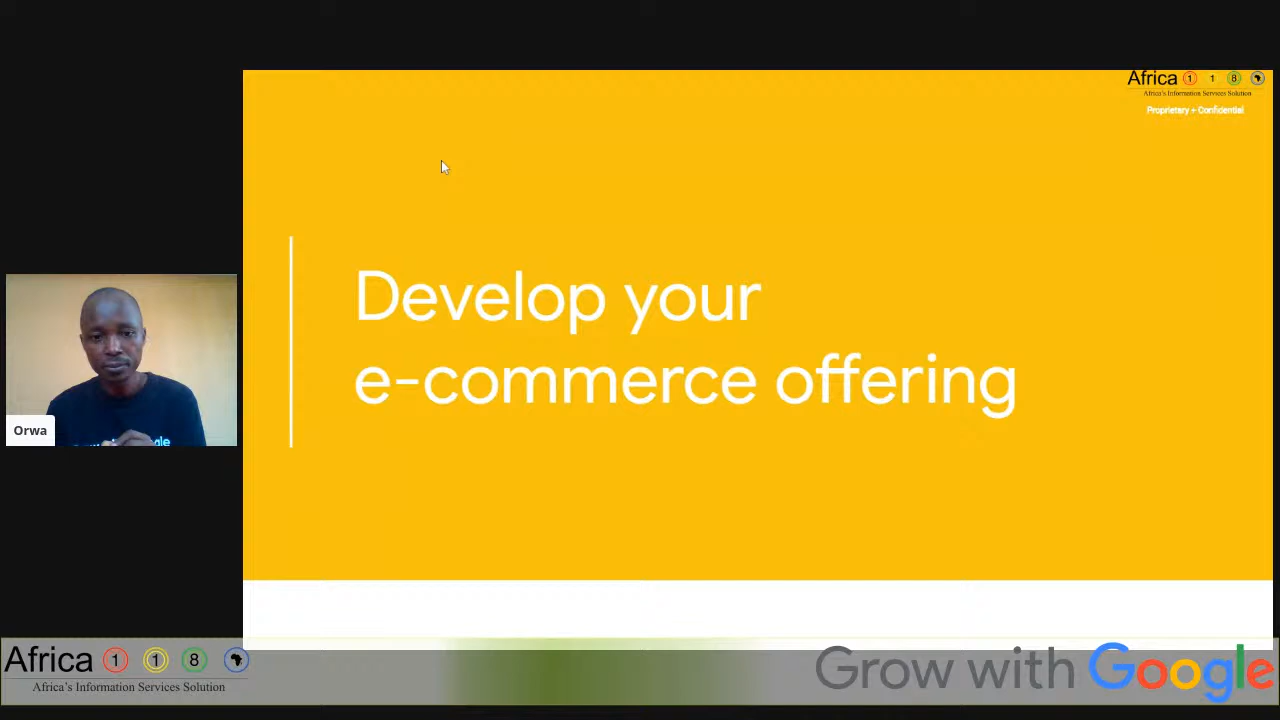 Africa 1 1 8
Africa's Information Services Solution
Proprietary + Confidential
Develop your
e-commerce offering
Orwa
Africa 1 1 8
Africa's Information Services Solution
Grow with Google